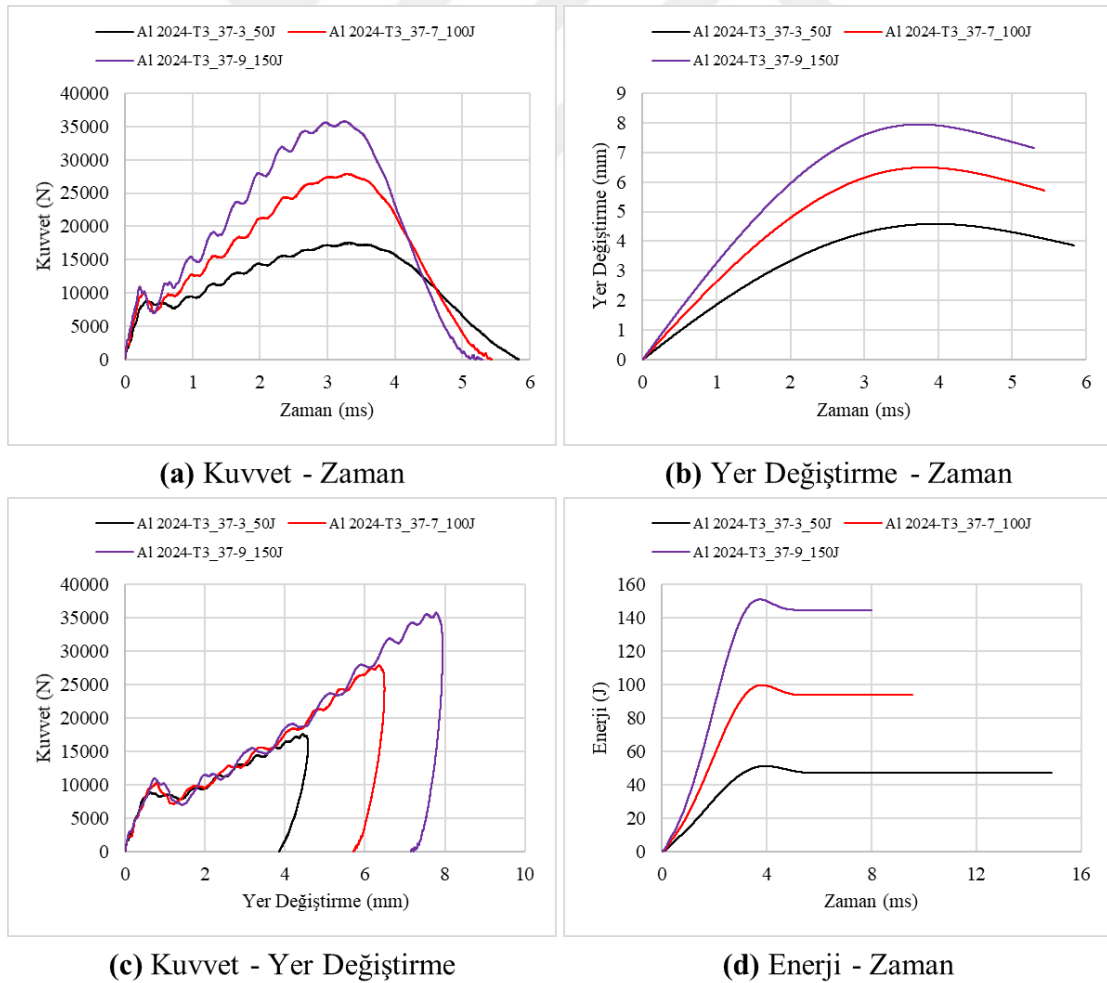 Al 2024-T3_37-3_50J Al 2024-T3_37-7_100J
Al 2024-T3_37-9_150J
40000
35000
30000
25000
20000
15000
10000
5000
0
Kuvvet (N)
0 1 2 3 4 5 6
Zaman (ms)
(a) Kuvvet - Zaman
Al 2024-T3_37-3_50J Al 2024-T3_37-7_100J
Al 2024-T3_37-9_150J
9
8
7
6
5
4
3
2
1
0
Yer Değiştirme (mm)
0 1 2 3 4 5 6
Zaman (ms)
(b) Yer Değiştirme - Zaman
Al 2024-T3_37-3_50J Al 2024-T3_37-7_100J
Al 2024-T3_37-9_150J
40000
35000
30000
25000
20000
15000
10000
5000
0
Kuvvet (N)
0 2 4 6 8 10
Yer Değiştirme (mm)
(c) Kuvvet - Yer Değiştirme
Al 2024-T3_37-3_50J Al 2024-T3_37-7_100J
Al 2024-T3_37-9_150J
160
140
120
100
80
60
40
20
0
Enerji (J)
0 4 8 12 16
Zaman (ms)
(d) Enerji - Zaman